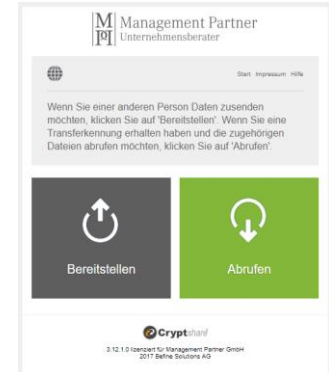 Management Partner
Unternehmensberater
Start Impressum Hilfe
Wenn Sie einer anderen Person Daten zusenden
möchten, klicken Sie auf 'Bereitstellen'. Wenn Sie eine
Transferkennung erhalten haben und die zugehörigen
Dateien abrufen möchten, klicken Sie auf 'Abrufen'.
Bereitstellen
Abrufen
Cryptshare
3.12.1.0 lizenziert für Management Partner GmbH
2017 Befine Solutions AG